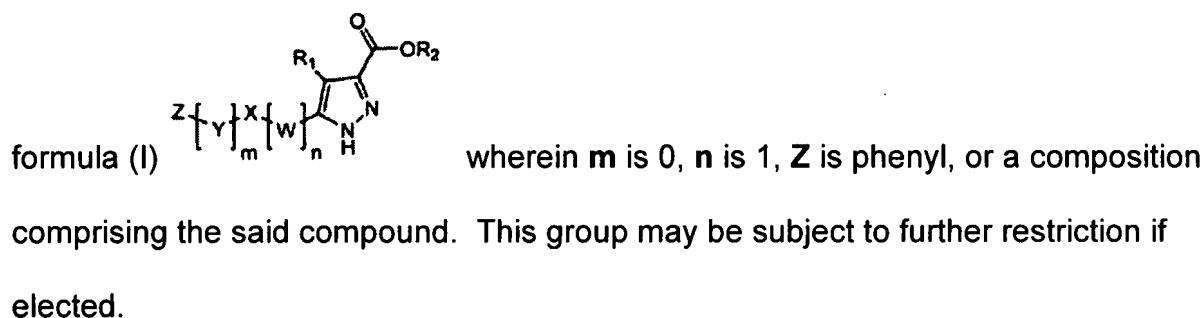 O
R1
OR2
Z
Y
m
X
W
n
N
N
H
formula (I) wherein m is 0, n is 1, Z is phenyl, or a composition
comprising the said compound. This group may be subject to further restriction if
elected.